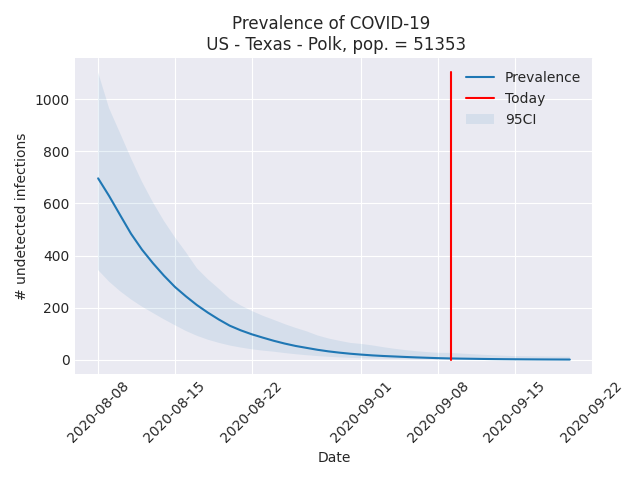 Prevalence of COVID-19
US - Texas - Polk, pop. = 51353
Prevalence
Today
95CI
# undetected infections
1000
800
600
400
200
0
2020-08-08
2020-08-15
2020-08-22
2020-09-01
2020-09-08
2020-09-15
2020-09-22
Date